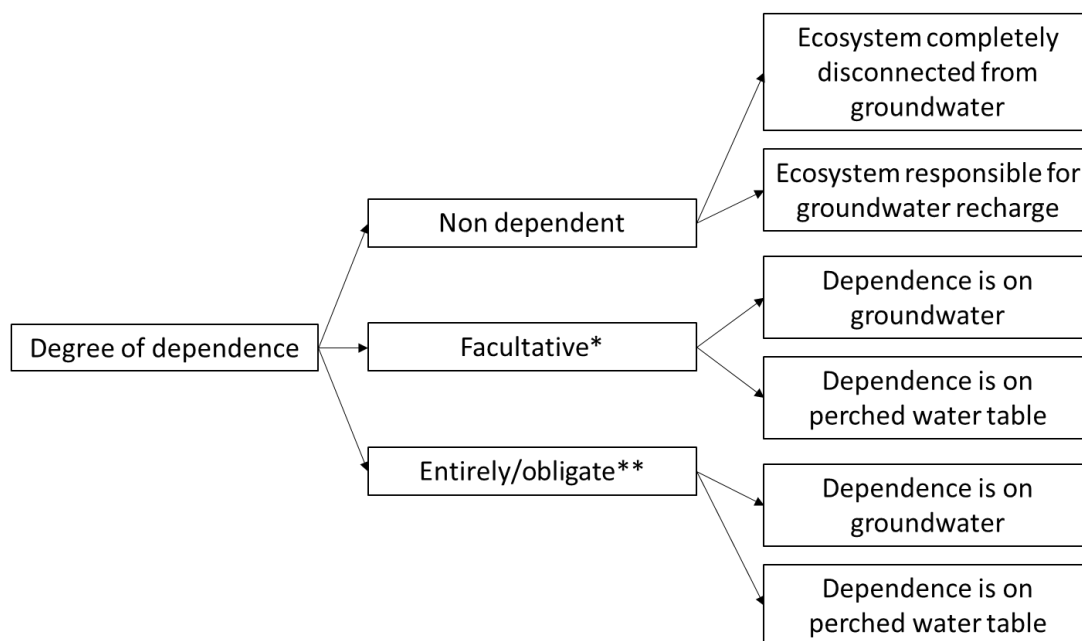 Degree of dependence
Non dependent
Facultative*
Entirely/obligate**
Ecosystem completely
disconnected from
groundwater
Ecosystem responsible for
groundwater recharge
Dependence is on
groundwater
Dependence is on
perched water table
Dependence is on
groundwater
Dependence is on
perched water table